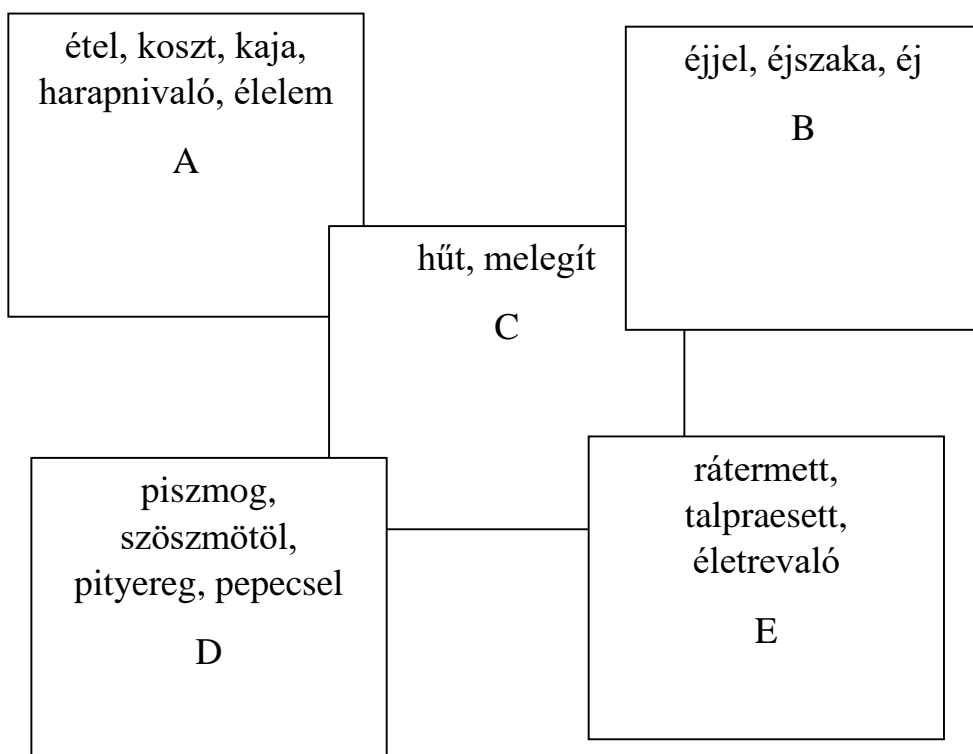 étel, koszt, kaja,
harapnivaló, élelem
A
éjjel, éjszaka, éj
B
hűt, melegít
C
piszmog,
szöszmötöl,
pityereg, pepecsel
D
rátermett,
talpraesett,
életrevaló
E